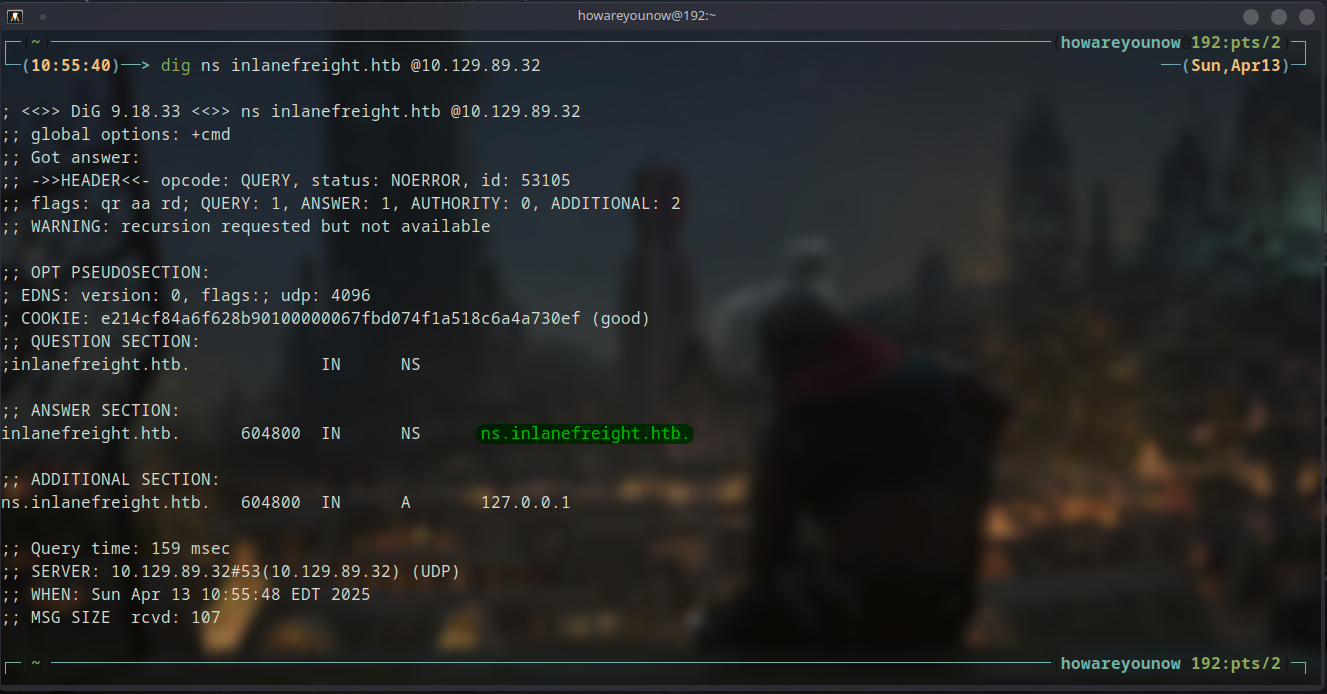 howareyounow@192:~
~ howareyounow 192:pts/2
(10:55:40)—> dig ns inlanefreight.htb @10.129.89.32 (Sun,Apr13)
; <<>> DiG 9.18.33 <<>> ns inlanefreight.htb @10.129.89.32
;; global options: +cmd
;; Got answer:
;; ->>HEADER<<- opcode: QUERY, status: NOERROR, id: 53105
;; flags: qr aa rd; QUERY: 1, ANSWER: 1, AUTHORITY: 0, ADDITIONAL: 2
;; WARNING: recursion requested but not available
;; OPT PSEUDOSECTION:
; EDNS: version: 0, flags:; udp: 4096
; COOKIE: e214cf84a6f628b90100000067fbd074f1a518c6a4a730ef (good)
;; QUESTION SECTION:
;inlanefreight.htb. IN NS
;; ANSWER SECTION:
inlanefreight.htb. 604800 IN NS ns.inlanefreight.htb.
;; ADDITIONAL SECTION:
ns.inlanefreight.htb. 604800 IN A 127.0.0.1
;; Query time: 159 msec
;; SERVER: 10.129.89.32#53(10.129.89.32) (UDP)
;; WHEN: Sun Apr 13 10:55:48 EDT 2025
;; MSG SIZE rcvd: 107
~ howareyounow 192:pts/2